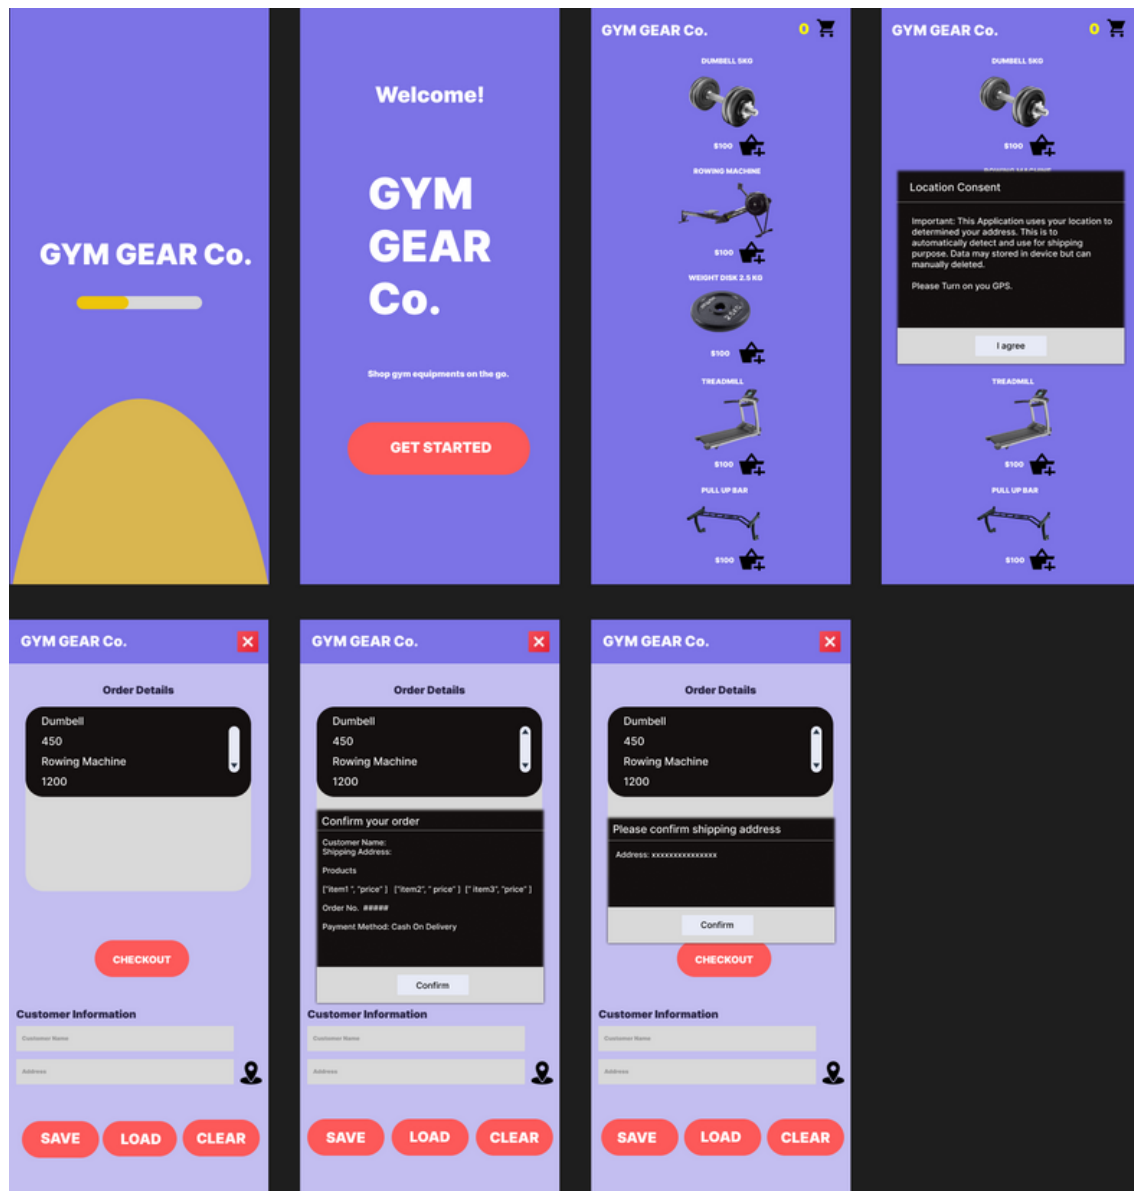 GYM GEAR Co.
Welcome!
GYM
GEAR
Co.
Shop gym equipments on the go.
GET STARTED
GYM GEAR Co.
0
DUMBELL 5KG
$100
ROWING MACHINE
$100
WEIGHT DISK 2.5 KG
$100
TREADMILL
$100
PULL UP BAR
$100
GYM GEAR Co.
0
DUMBELL 5KG
$100
ROWING MACHINE
Location Consent
Important: This Application uses your location to
determined your address. This is to
automatically detect and use for shipping
purpose. Data may stored in device but can
manually deleted.
Please Turn on you GPS.
I agree
TREADMILL
$100
PULL UP BAR
$100
GYM GEAR Co.
Order Details
Dumbell
450
Rowing Machine
1200
CHECKOUT
Customer Information
Customer Name
Address
SAVE
LOAD
CLEAR
GYM GEAR Co.
Order Details
Dumbell
450
Rowing Machine
1200
Confirm your order
Customer Name:
Shipping Address:
Products
["item1 ", "price" ] ["item2", " price" ] [" item3", "price" ]
Order No. #####
Payment Method: Cash On Delivery
Confirm
Customer Information
Customer Name
Address
SAVE
LOAD
CLEAR
GYM GEAR Co.
Order Details
Dumbell
450
Rowing Machine
1200
Please confirm shipping address
Address: xxxxxxxxxxxxxxx
Confirm
CHECKOUT
Customer Information
Customer Name
Address
SAVE
LOAD
CLEAR